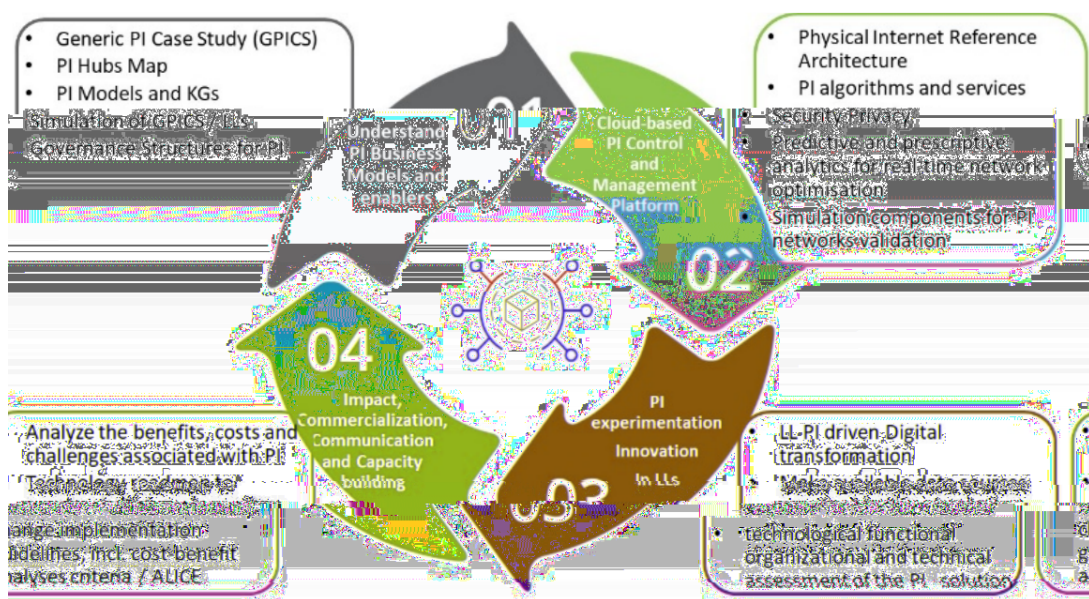 Generic PI Case Study (GPICS)
PI Hubs Map
PI Models and KGs
Simulation of GPICS / LLs
Governance Structures for PI
01
Understand
PI Business
Models and
enablers
Physical Internet Reference
Architecture
PI algorithms and services
Security Privacy
Predictive and prescriptive
analytics for real-time network
optimisation
Simulation components for PI
networks validation
Cloud-based
PI Control
and
Management
Platform
02
04
Impact,
Commercialization,
Communication
and Capacity
building
Analyze the benefits, costs and
challenges associated with PI
Technology roadmap for
ange implementation
idelines, incl. cost benefit
nalyses criteria / ALICE
PI
experimentation
Innovation
in LLs
03
LL-PI driven Digital
transformation
technological functional
organizational and technical
assessment of the PI solution